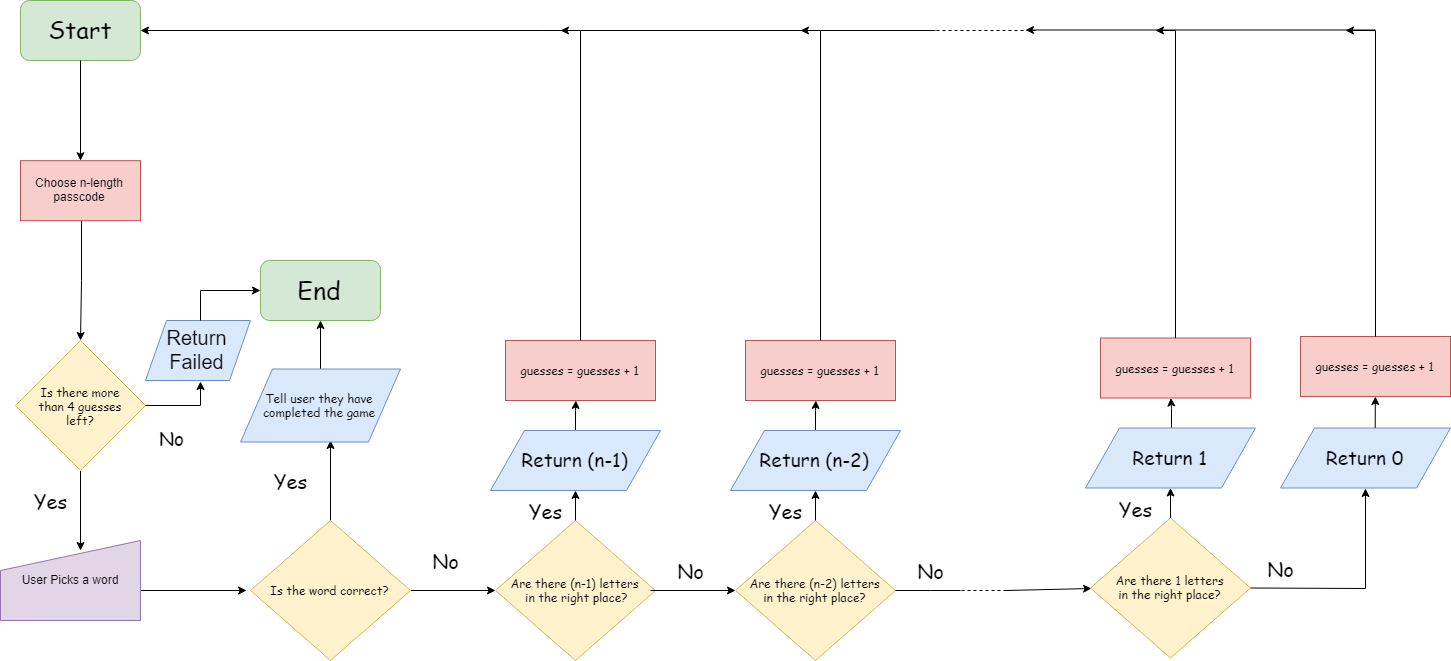 Start
Choose n-length
passcode
End
Return
Failed
Is there more
than 4 guesses
left?
No
Yes
User Picks a word
Tell user they have
completed the game
Yes
Is the word correct?
No
guesses = guesses + 1
Return (n-1)
Yes
Are there (n-1) letters
in the right place?
No
guesses = guesses + 1
Return (n-2)
Yes
Are there (n-2) letters
in the right place?
No
guesses = guesses + 1
Return 1
Yes
Are there 1 letters
in the right place?
No
guesses = guesses + 1
Return 0